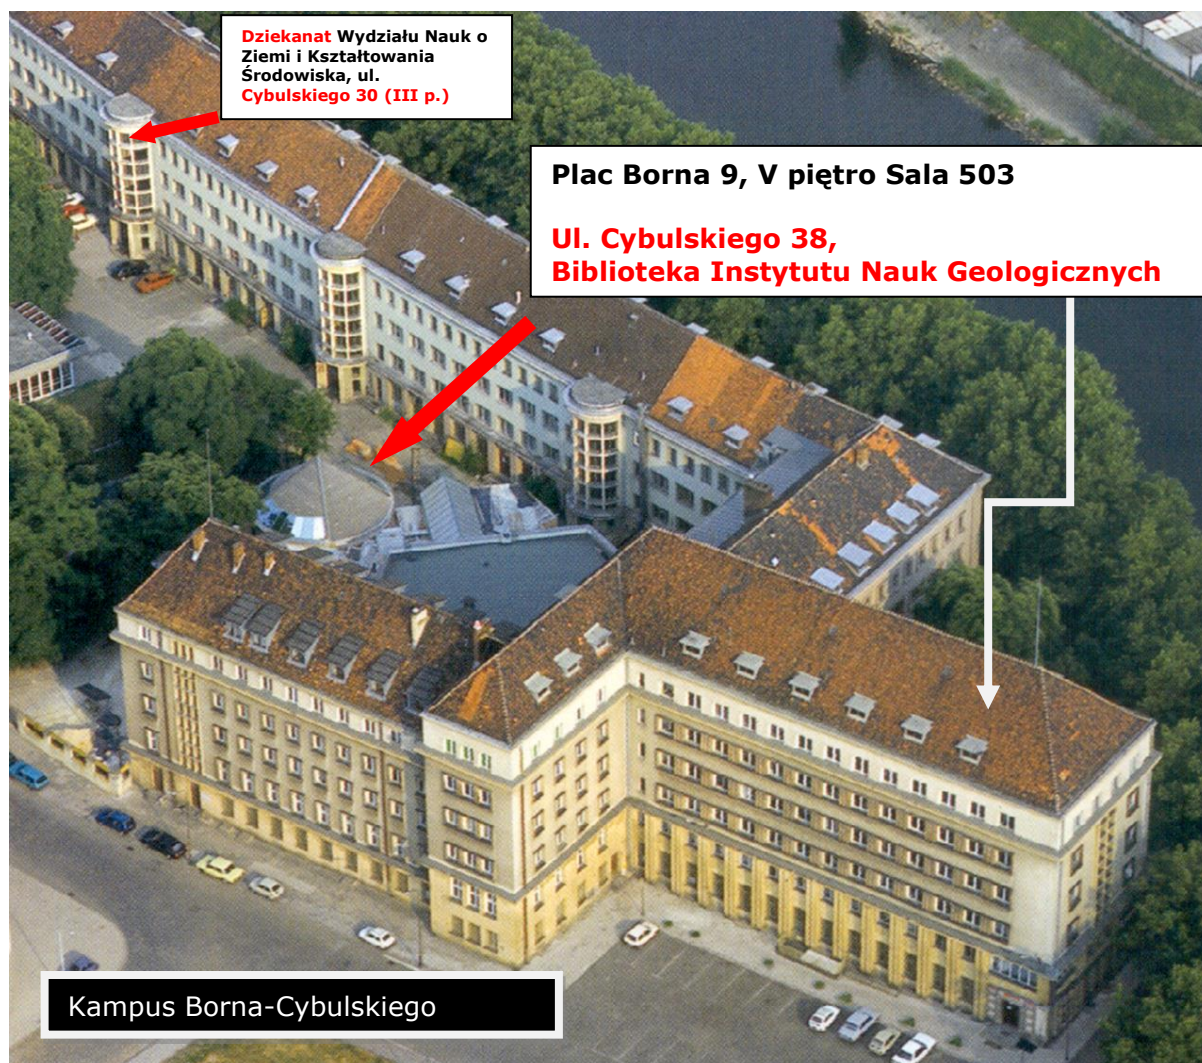 Dziekanat Wydziału Nauk o
Ziemi i Kształtowania
Środowiska, ul.
Cybulskiego 30 (III p.)
Plac Borna 9, V piętro Sala 503
Ul. Cybulskiego 38,
Biblioteka Instytutu Nauk Geologicznych
Kampus Borna-Cybulskiego